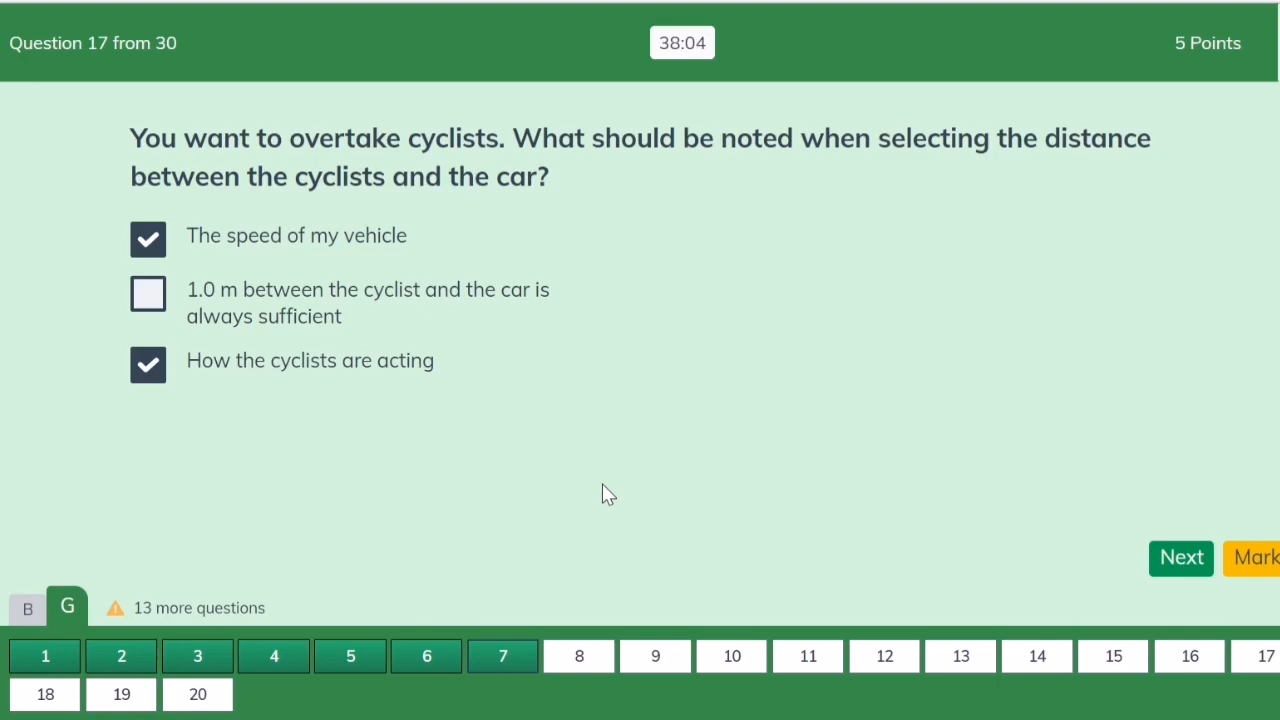 Question 17 from 30
38:04
5 Points
You want to overtake cyclists. What should be noted when selecting the distance
between the cyclists and the car?
The speed of my vehicle
1.0 m between the cyclist and the car is
always sufficient
How the cyclists are acting
Next
Mark
B
G
13 more questions
1 2 3 4 5 6 7 8 9 10 11 12 13 14 15 16 17
18 19 20